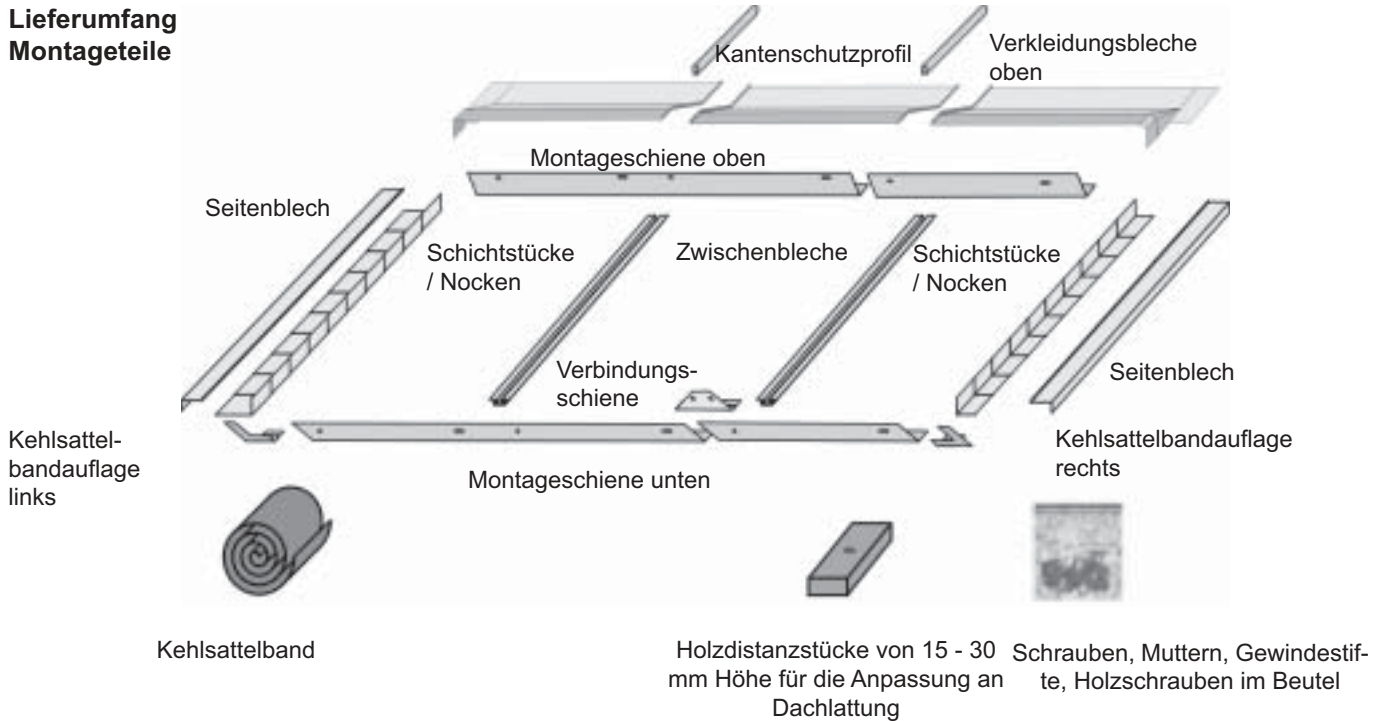 Lieferumfang
Montageteile
Kantenschutzprofil
Verkleidungsbleche
oben
Montageschiene oben
Seitenblech
Schichtstücke
/ Nocken
Zwischenbleche
Schichtstücke
/ Nocken
Verbindungs-
schiene
Seitenblech
Kehlsattel-
bandauflage
links
Montageschiene unten
Kehlsattelbandauflage
rechts
Kehlsattelband
Holzdistanzstücke von 15 - 30
mm Höhe für die Anpassung an
Dachlattung
Schrauben, Muttern, Gewindestif-
te, Holzschrauben im Beutel